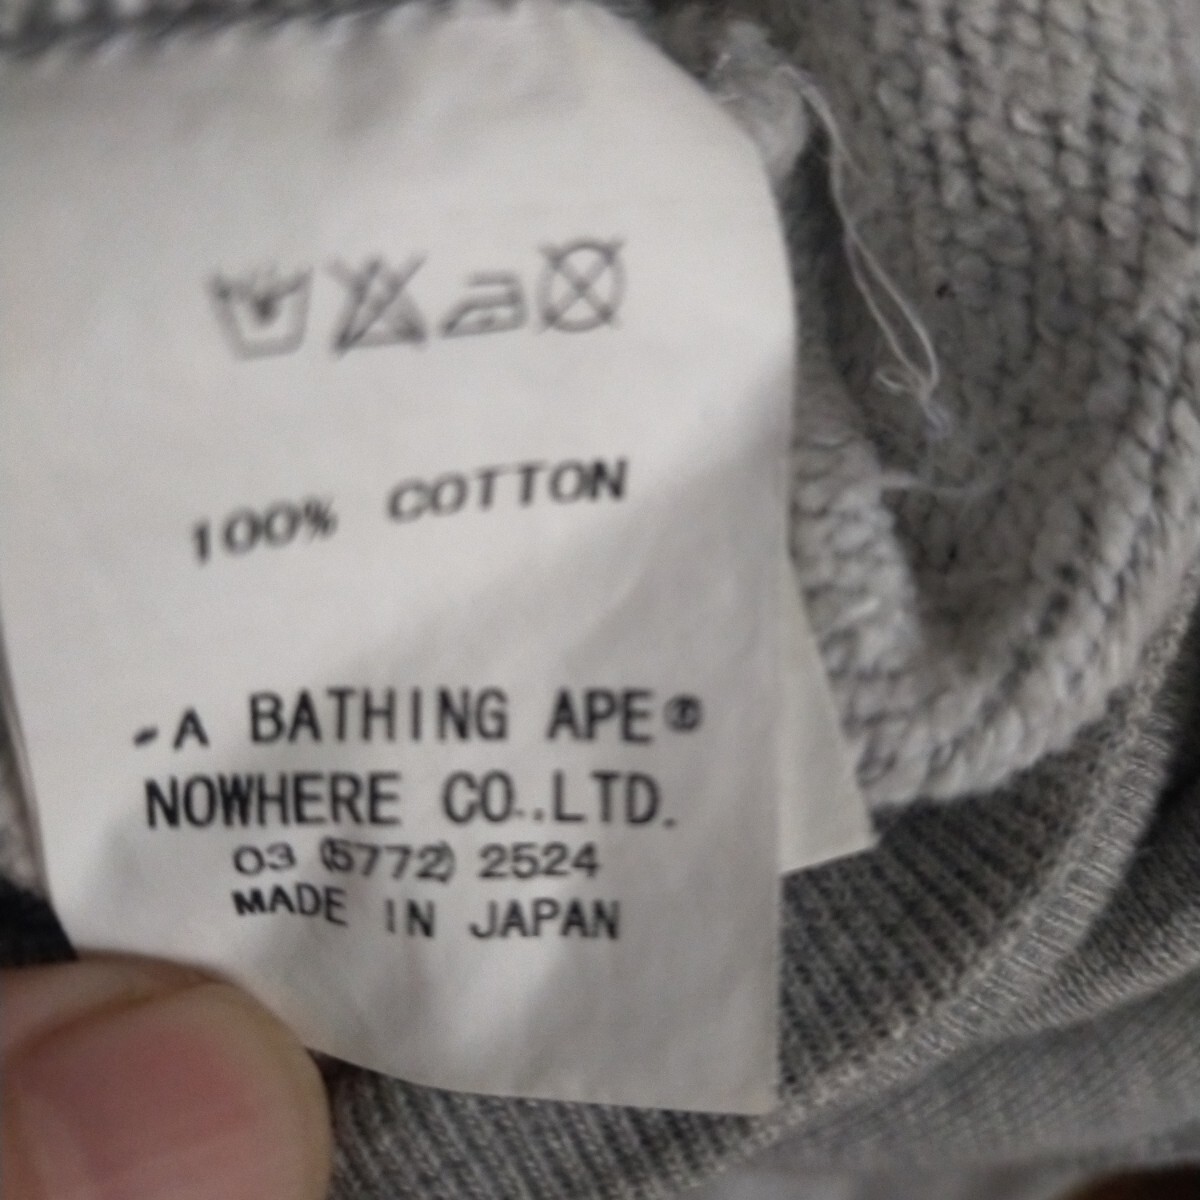 100% COTTON
A BATHING APE®
NOWHERE CO.,LTD.
03 (5772) 2524
MADE IN JAPAN